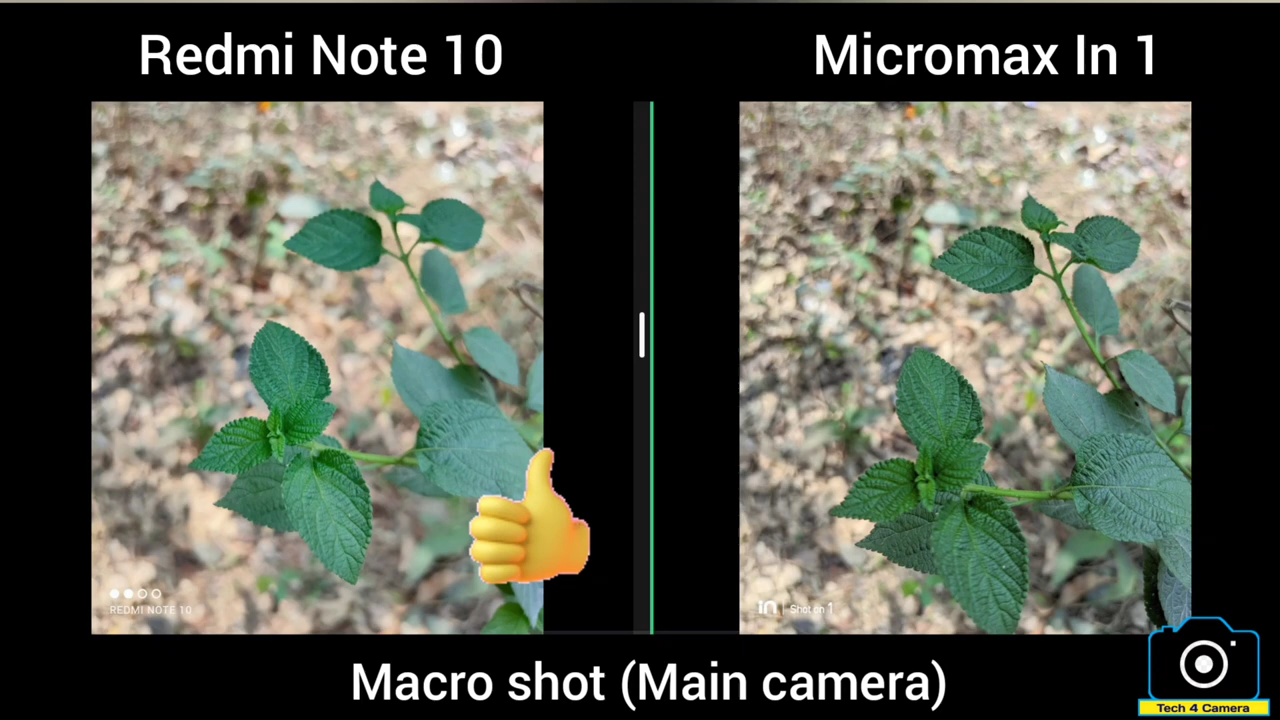 Redmi Note 10
Micromax In 1
REDMI NOTE 10
in | Shot on 1
Macro shot (Main camera)
Tech 4 Camera